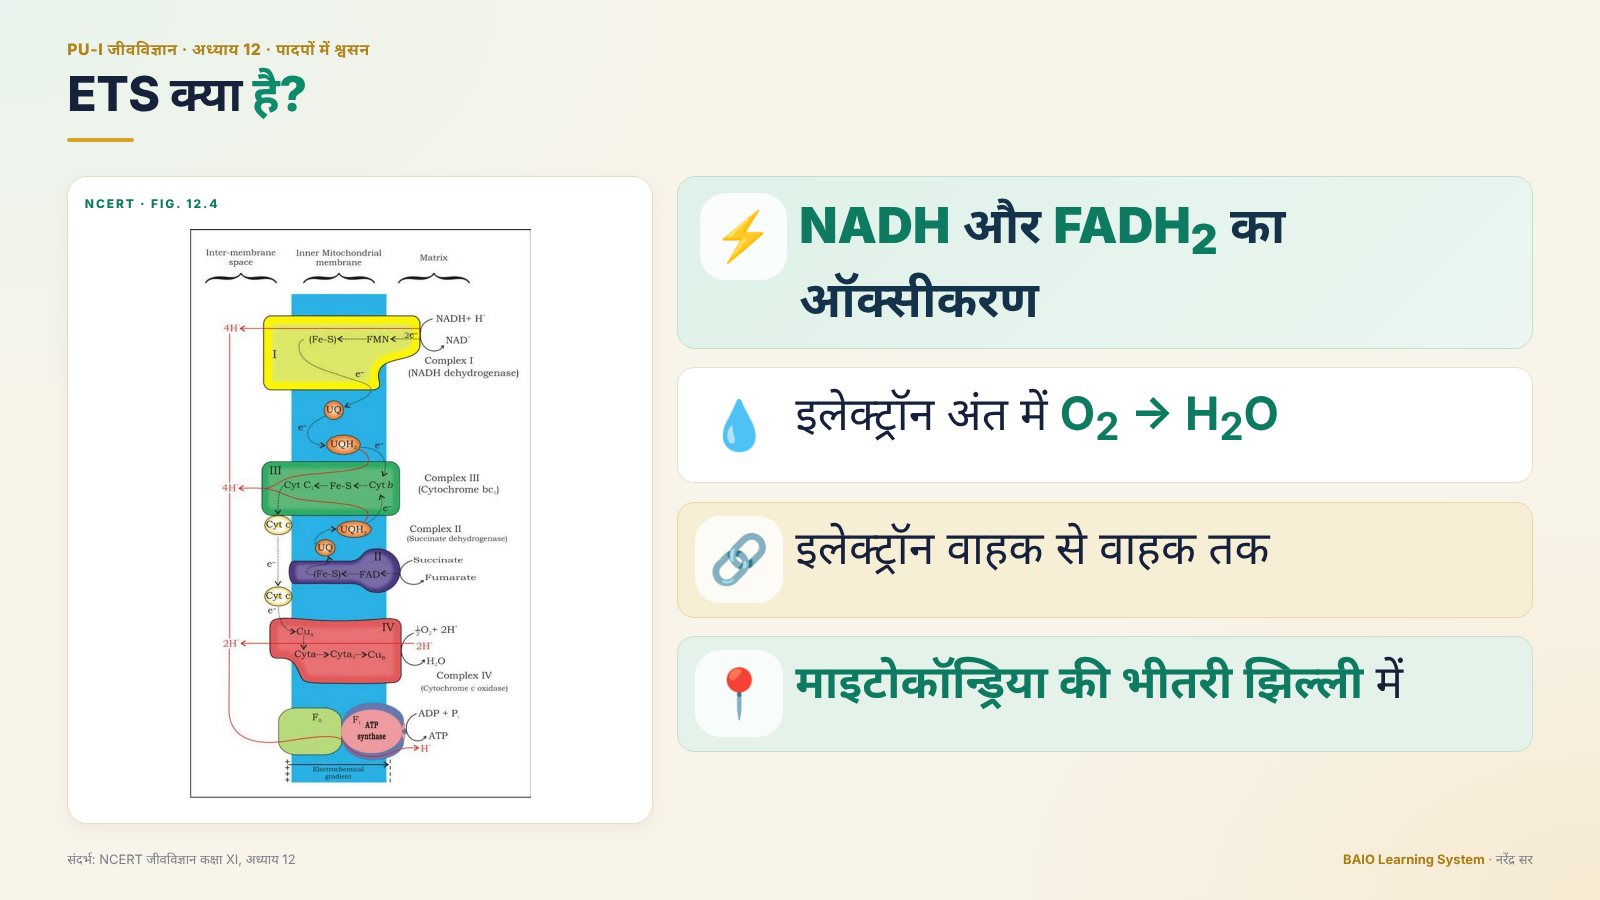 PU-I जीवविज्ञान · अध्याय 12 · पादपों में श्वसन
ETS क्या है?
NCERT · FIG. 12.4
Inter-membrane space
Inner Mitochondrial membrane
Matrix
4H⁺
NADH+ H⁺
(Fe-S) FMN 2e⁻
NAD⁺
I
Complex I
(NADH dehydrogenase)
e⁻
UQ
e⁻
UQH₂
e⁻
III
Complex III
(Cytochrome bc₁)
4H⁺
Cyt C₁ Fe-S Cyt b
e⁻
Cyt c
UQH₂
Complex II
(Succinate dehydrogenase)
UQ
II
Succinate
e⁻
(Fe-S) FAD
Fumarate
Cyt c
e⁻
IV
Cuₐ
½O₂+ 2H⁺
2H⁺
2H⁺
Cyta Cyta₃ Cu_B
H₂O
Complex IV
(Cytochrome c oxidase)
F₀
F₁
ATP synthase
ADP + Pᵢ
ATP
H⁺
Electrochemical gradient
NADH और FADH₂ का
ऑक्सीकरण
इलेक्ट्रॉन अंत में O₂ → H₂O
इलेक्ट्रॉन वाहक से वाहक तक
माइटोकॉन्ड्रिया की भीतरी झिल्ली में
संदर्भ: NCERT जीवविज्ञान कक्षा XI, अध्याय 12
BAIO Learning System · नरेंद्र सर